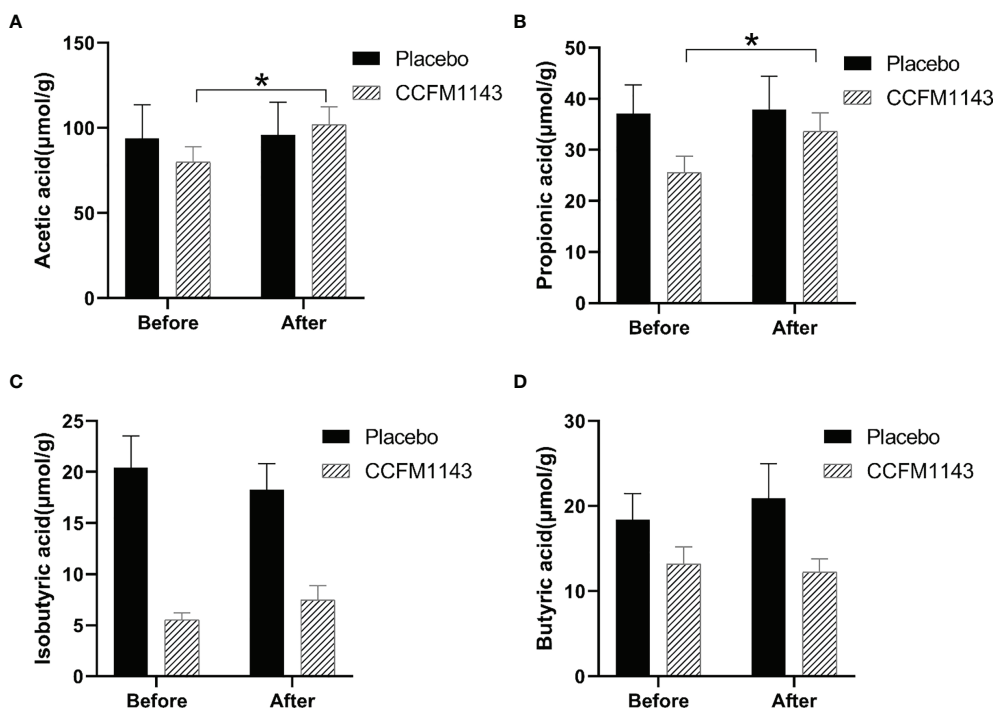 A
Acetic acid(μmol/g)
150
100
50
0
*
Placebo
CCFM1143
Before
After
B
Propionic acid(μmol/g)
50
40
30
20
10
0
*
Placebo
CCFM1143
Before
After
C
Isobutyric acid(μmol/g)
25
20
15
10
5
0
Placebo
CCFM1143
Before
After
D
Butyric acid(μmol/g)
30
20
10
0
Placebo
CCFM1143
Before
After